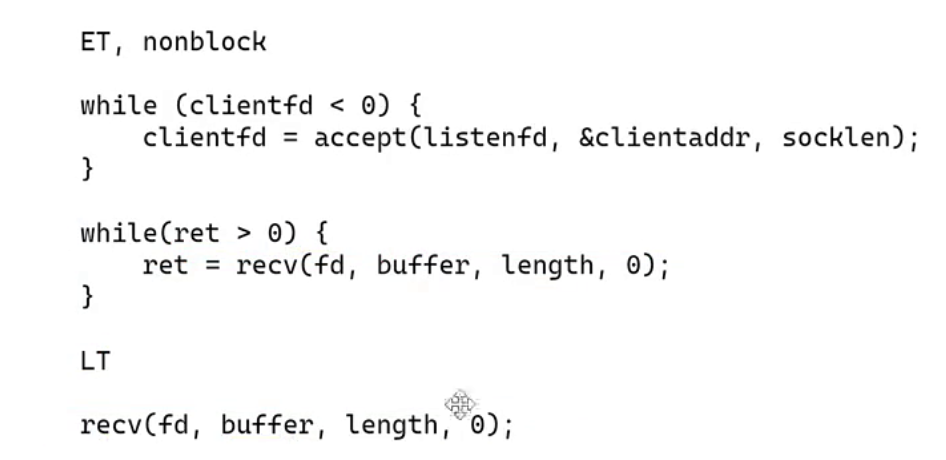 ET, nonblock
while (clientfd < 0) {
    clientfd = accept(listenfd, &clientaddr, socklen);
}
while(ret > 0) {
    ret = recv(fd, buffer, length, 0);
}
LT
recv(fd, buffer, length, 0);